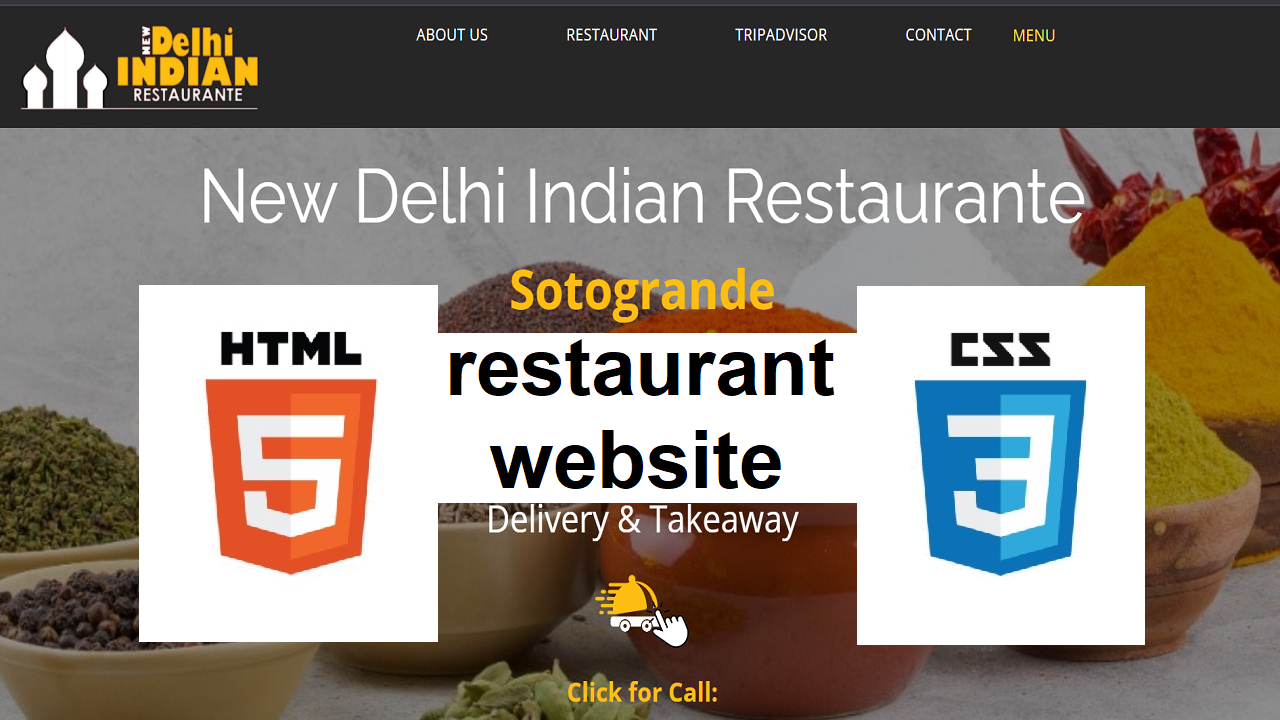 NEW
Delhi
INDIAN
RESTAURANTE
ABOUT US
RESTAURANT
TRIPADVISOR
CONTACT
MENU
New Delhi Indian Restaurante
Sotogrande
HTML
5
restaurant
website
CSS
3
Delivery & Takeaway
Click for Call: